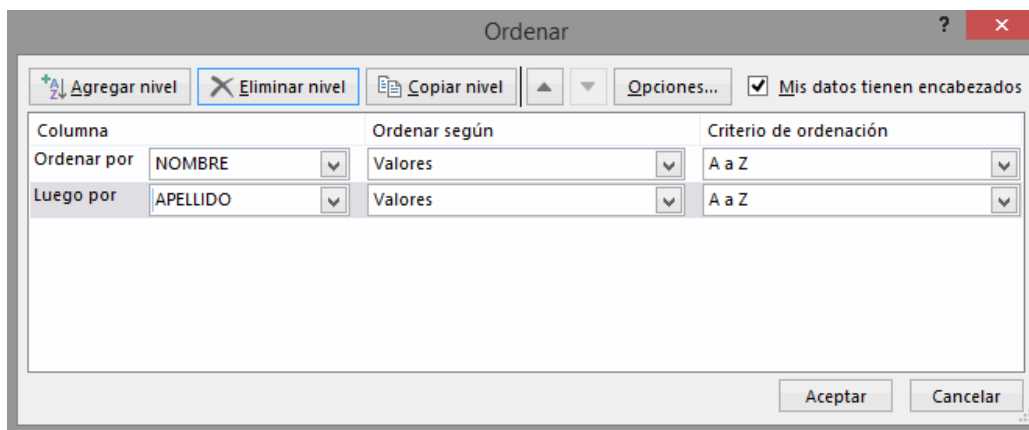 Ordenar ? ×
Agregar nivel Eliminar nivel Copiar nivel Opciones... Mis datos tienen encabezados
Columna Ordenar según Criterio de ordenación
Ordenar por NOMBRE Valores A a Z
Luego por APELLIDO Valores A a Z
Aceptar Cancelar